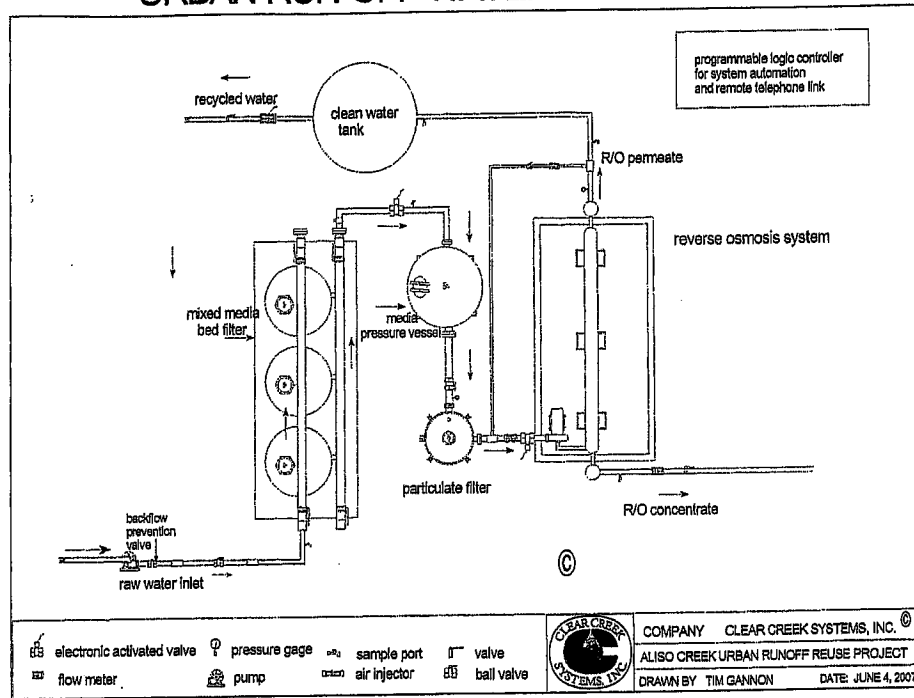 URBAN RUN OFF
programmable logic controller
for system automation
and remote telephone link
recycled water
clean water
tank
R/O permeate
reverse osmosis system
mixed media
bed filter
media
pressure vessel
particulate filter
R/O concentrate
backflow
prevention
valve
raw water inlet
©
electronic activated valve
pressure gage
sample port
valve
flow meter
pump
air injector
ball valve
CLEAR CREEK
SYSTEMS, INC.
COMPANY CLEAR CREEK SYSTEMS, INC. ©
ALISO CREEK URBAN RUNOFF REUSE PROJECT
DRAWN BY TIM GANNON DATE: JUNE 4, 200